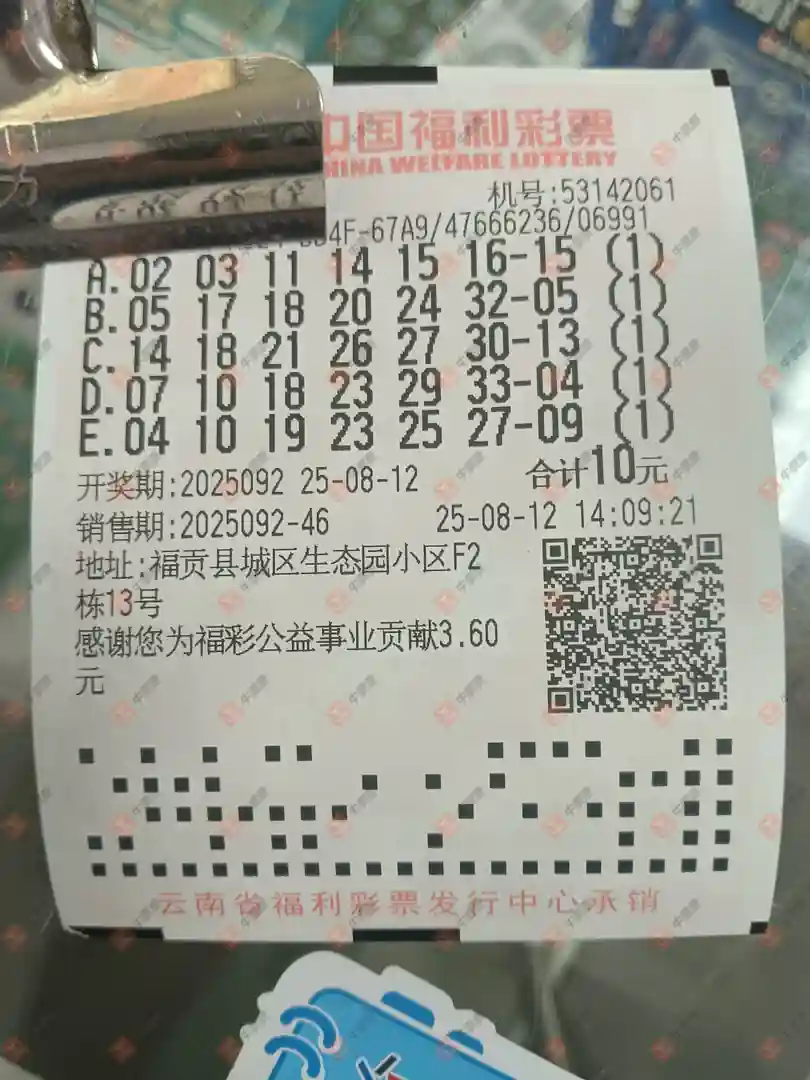 中国福利彩票
CHINA WELFARE LOTTERY
机号:53142061
4F-67A9/47666236/06991
A.02 03 11 14 15 16-15 (1)
B.05 17 18 20 24 32-05 (1)
C.14 18 21 26 27 30-13 (1)
D.07 10 18 23 29 33-04 (1)
E.04 10 19 23 25 27-09 (1)
开奖期:2025092 25-08-12 合计10元
销售期:2025092-46 25-08-12 14:09:21
地址:福贡县城区生态园小区F2
栋13号
感谢您为福彩公益事业贡献3.60
元
云南省福利彩票发行中心承销